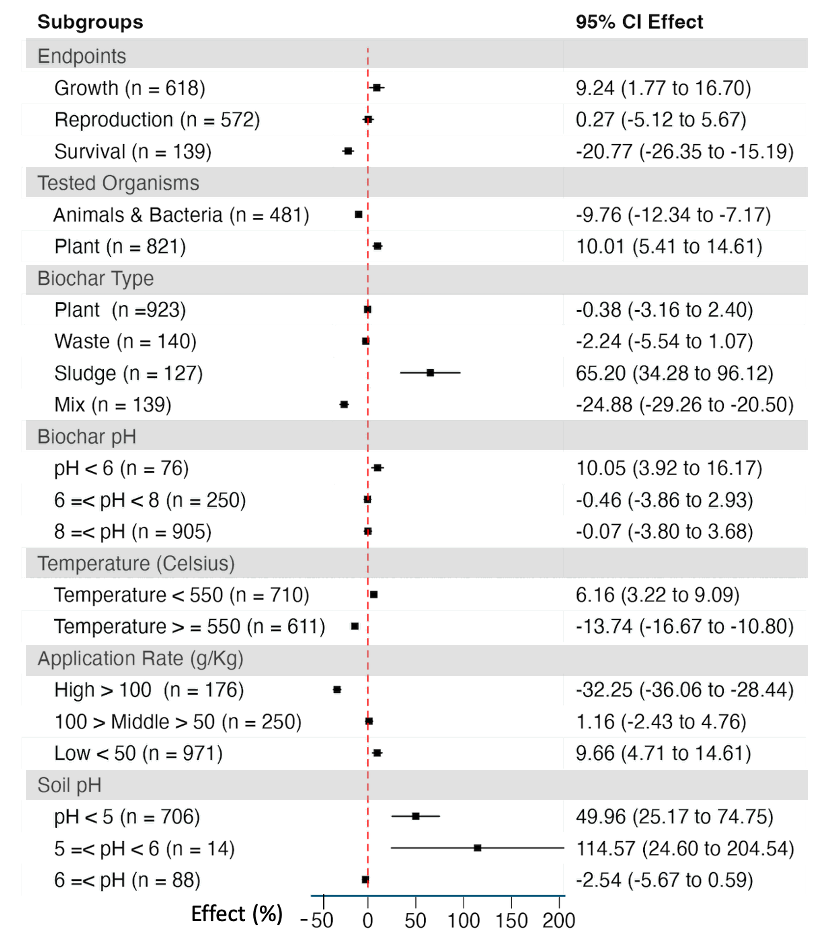 Subgroups 95% CI Effect
Endpoints
Growth (n = 618) 9.24 (1.77 to 16.70)
Reproduction (n = 572) 0.27 (-5.12 to 5.67)
Survival (n = 139) -20.77 (-26.35 to -15.19)
Tested Organisms
Animals & Bacteria (n = 481) -9.76 (-12.34 to -7.17)
Plant (n = 821) 10.01 (5.41 to 14.61)
Biochar Type
Plant (n =923) -0.38 (-3.16 to 2.40)
Waste (n = 140) -2.24 (-5.54 to 1.07)
Sludge (n = 127) 65.20 (34.28 to 96.12)
Mix (n = 139) -24.88 (-29.26 to -20.50)
Biochar pH
pH < 6 (n = 76) 10.05 (3.92 to 16.17)
6 =< pH < 8 (n = 250) -0.46 (-3.86 to 2.93)
8 =< pH (n = 905) -0.07 (-3.80 to 3.68)
Temperature (Celsius)
Temperature < 550 (n = 710) 6.16 (3.22 to 9.09)
Temperature > = 550 (n = 611) -13.74 (-16.67 to -10.80)
Application Rate (g/Kg)
High > 100 (n = 176) -32.25 (-36.06 to -28.44)
100 > Middle > 50 (n = 250) 1.16 (-2.43 to 4.76)
Low < 50 (n = 971) 9.66 (4.71 to 14.61)
Soil pH
pH < 5 (n = 706) 49.96 (25.17 to 74.75)
5 =< pH < 6 (n = 14) 114.57 (24.60 to 204.54)
6 =< pH (n = 88) -2.54 (-5.67 to 0.59)
Effect (%) -50 0 50 100 150 200